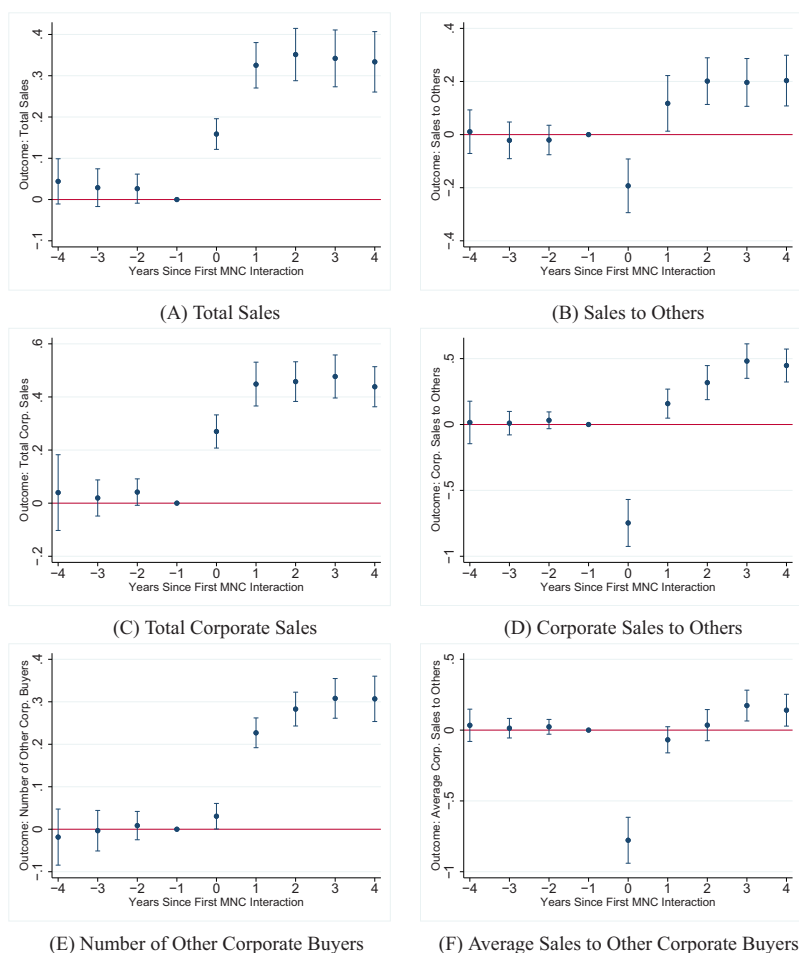 Outcome: Total Sales
-.1 0 .1 .2 .3 .4
−4 −3 −2 −1 0 1 2 3 4
Years Since First MNC Interaction
(A) Total Sales
Outcome: Sales to Others
-.4 -.2 0 .2 .4
−4 −3 −2 −1 0 1 2 3 4
Years Since First MNC Interaction
(B) Sales to Others
Outcome: Total Corp. Sales
-.2 0 .2 .4 .6
−4 −3 −2 −1 0 1 2 3 4
Years Since First MNC Interaction
(C) Total Corporate Sales
Outcome: Corp. Sales to Others
-1 -.5 0 .5
−4 −3 −2 −1 0 1 2 3 4
Years Since First MNC Interaction
(D) Corporate Sales to Others
Outcome: Number of Other Corp. Buyers
-.1 0 .1 .2 .3 .4
−4 −3 −2 −1 0 1 2 3 4
Years Since First MNC Interaction
(E) Number of Other Corporate Buyers
Outcome: Average Corp. Sales to Others
-1 -.5 0 .5
−4 −3 −2 −1 0 1 2 3 4
Years Since First MNC Interaction
(F) Average Sales to Other Corporate Buyers